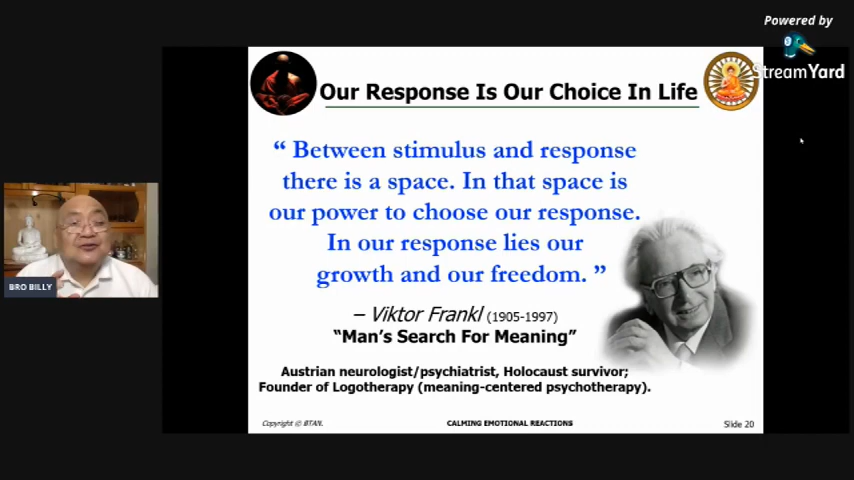 Powered by
StreamYard
Our Response Is Our Choice In Life
“ Between stimulus and response
there is a space. In that space is
our power to choose our response.
In our response lies our
growth and our freedom. ”
– Viktor Frankl (1905-1997)
“Man’s Search For Meaning”
Austrian neurologist/psychiatrist, Holocaust survivor;
Founder of Logotherapy (meaning-centered psychotherapy).
BRO BILLY
Copyright © BTAN.
CALMING EMOTIONAL REACTIONS
Slide 20